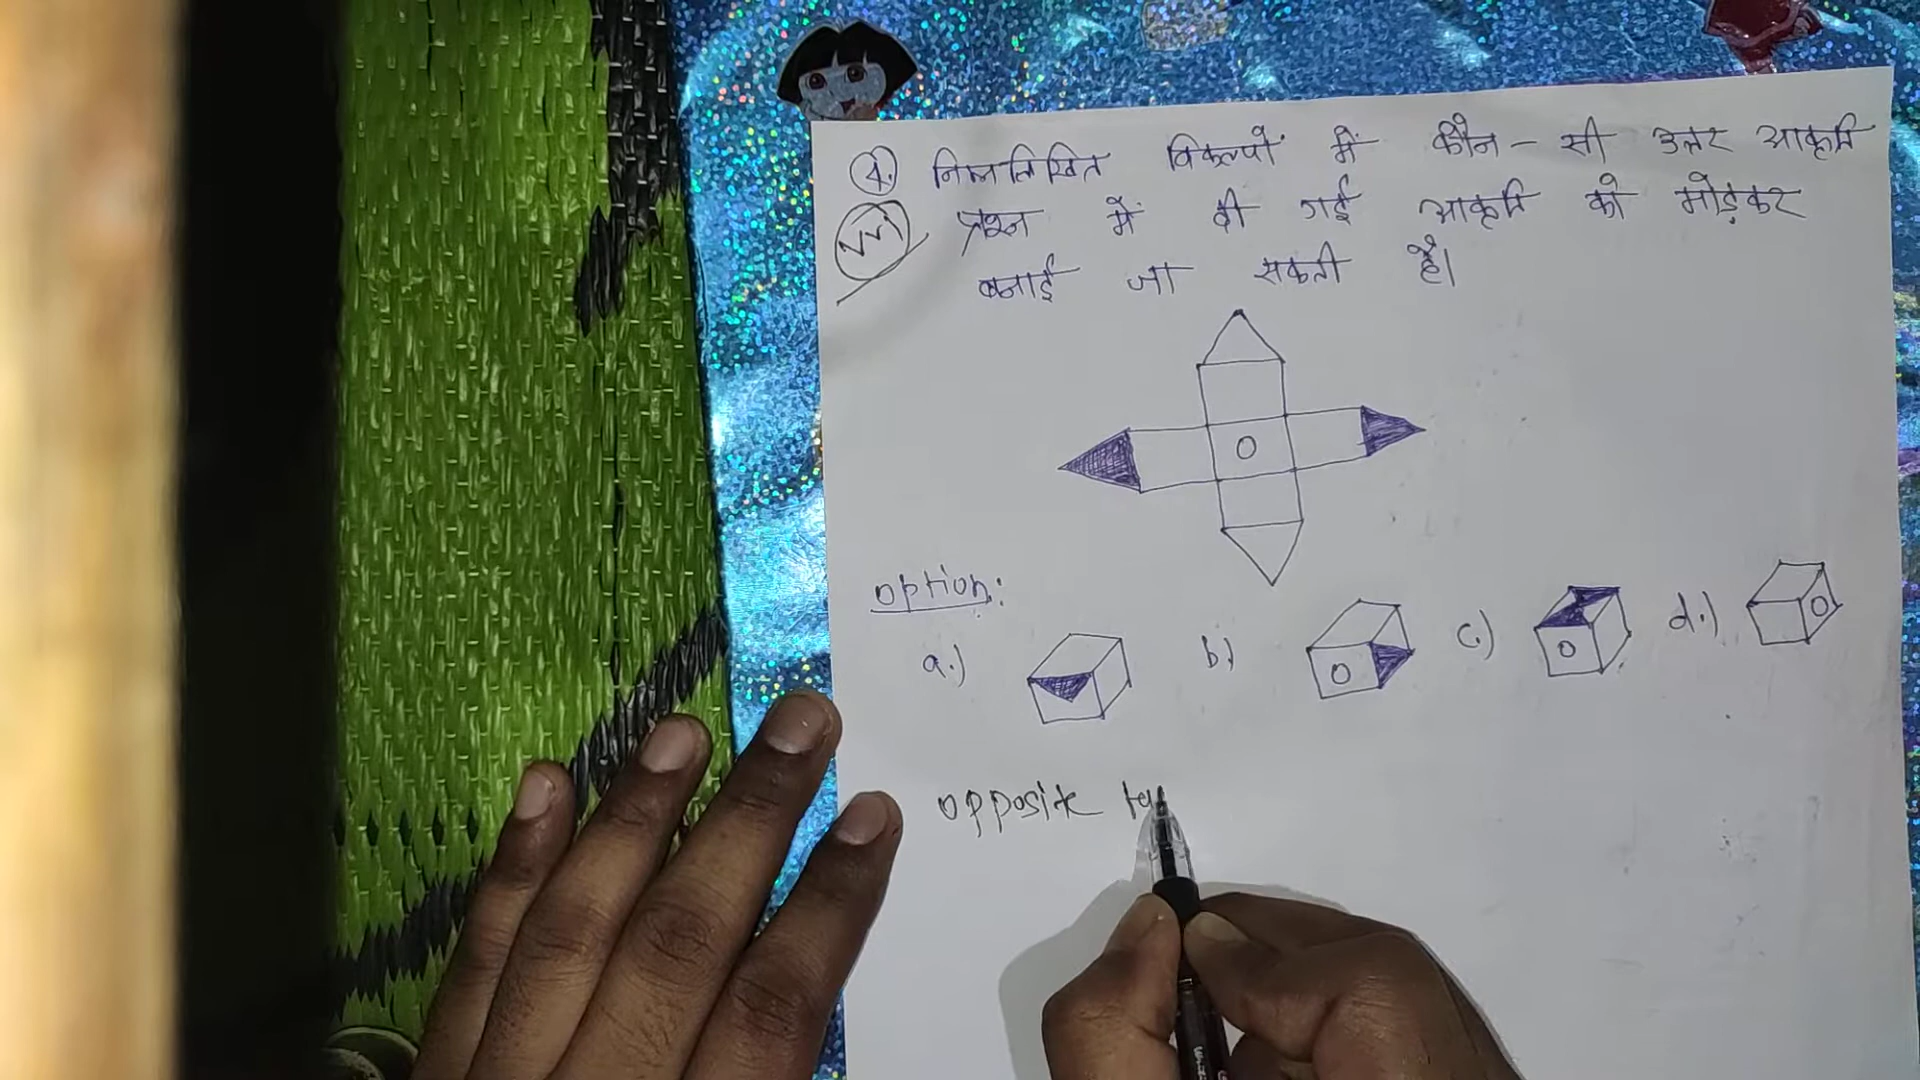 4. निम्नलिखित विकल्पों में कौन-सी उत्तर आकृति
प्रश्न में दी गई आकृति को मोड़कर
बनाई जा सकती है।
0
option:
a.) b.) 0 c.) 0 d.) 0
opposite